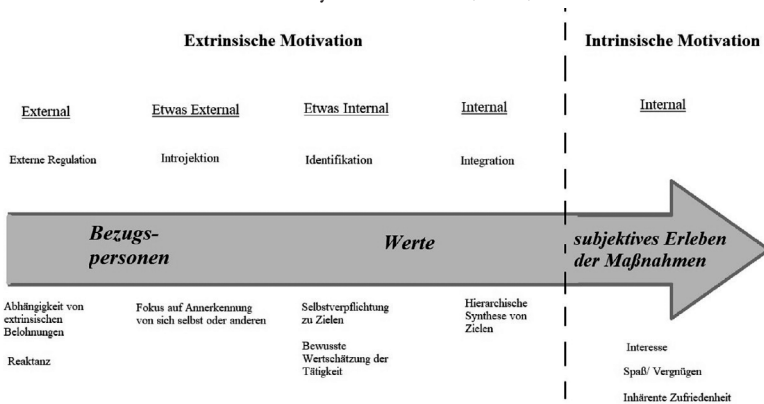 Extrinsische Motivation
Intrinsische Motivation
External
Etwas External
Etwas Internal
Internal
Internal
Externe Regulation
Introjektion
Identifikation
Integration
Bezugs-
personen
Werte
subjektives Erleben
der Maßnahmen
Abhängigkeit von
extrinsischen
Belohnungen
Reaktanz
Fokus auf Annerkennung
von sich selbst oder anderen
Selbstverpflichtung
zu Zielen
Bewusste
Wertschätzung der
Tätigkeit
Hierarchische
Synthese von
Zielen
Interesse
Spaß/ Vergnügen
Inhärente Zufriedenheit